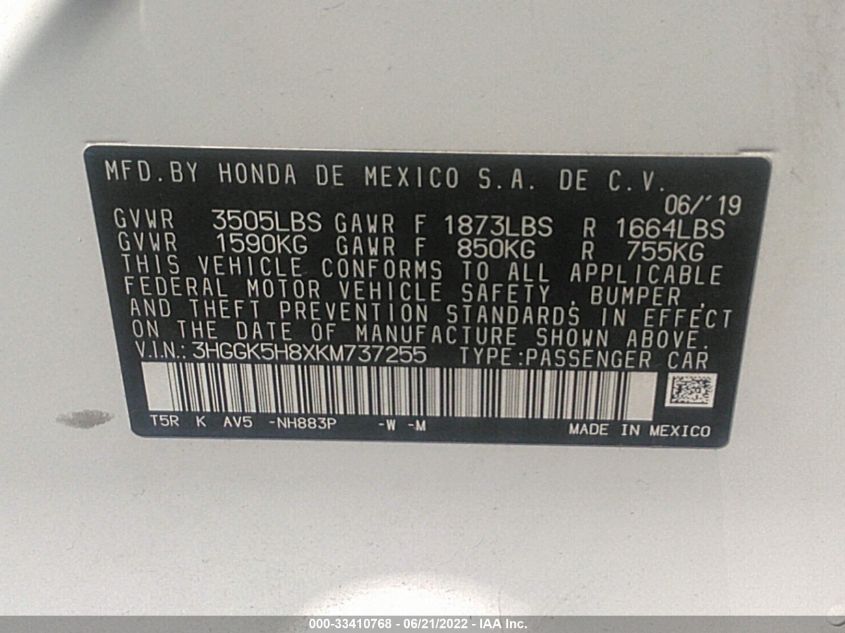 MFD.BY HONDA DE MEXICO S.A. DE C.V.
06/'19
GVWR 3505LBS GAWR F 1873LBS R 1664LBS
GVWR 1590KG GAWR F 850KG R 755KG
THIS VEHICLE CONFORMS TO ALL APPLICABLE
FEDERAL MOTOR VEHICLE SAFETY , BUMPER ,
AND THEFT PREVENTION STANDARDS IN EFFECT
ON THE DATE OF MANUFACTURE SHOWN ABOVE.
V.I.N.: 3HGGK5H8XKM737255 TYPE:PASSENGER CAR
T5R K AV5 -NH883P -W -M
MADE IN MEXICO
000-33410768 - 06/21/2022 - IAA Inc.